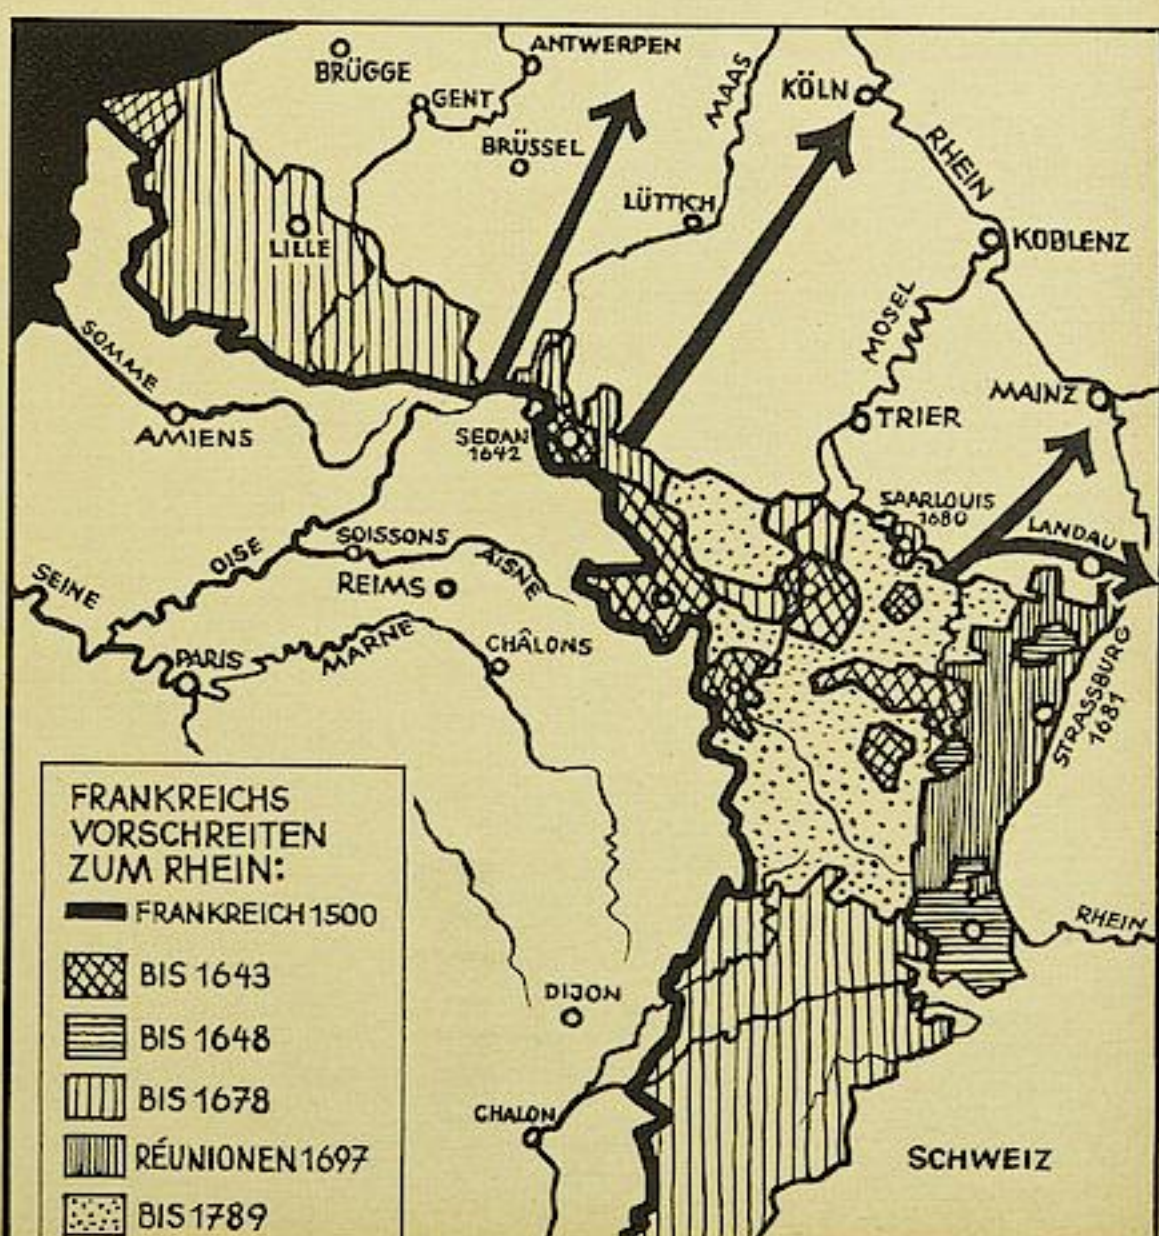 ANTWERPEN
BRÜGGE
GENT
MAAS
KÖLN
BRÜSSEL
RHEIN
LÜTTICH
LILLE
KOBLENZ
MOSEL
SOMME
MAINZ
AMIENS
SEDAN
1642
TRIER
SAARLOUIS
1680
LANDAU
SOISSONS
OISE
AISNE
SEINE
REIMS
MARNE
CHÂLONS
PARIS
STRASSBURG
1681
FRANKREICHS
VORSCHREITEN
ZUM RHEIN:
FRANKREICH 1500
RHEIN
BIS 1643
DIJON
BIS 1648
BIS 1678
CHALON
RÉUNIONEN 1697
SCHWEIZ
BIS 1789